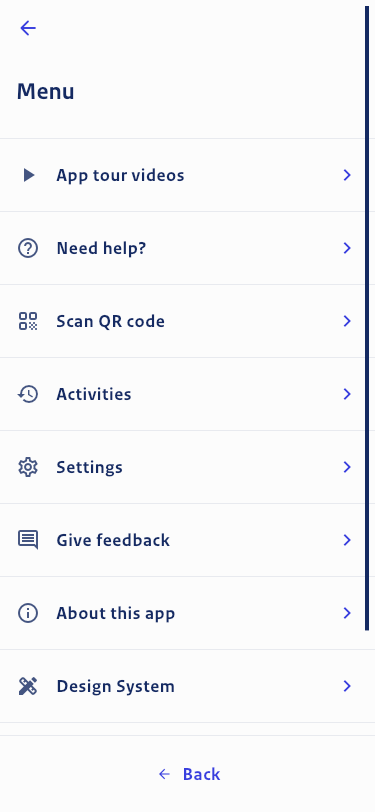 Menu
App tour videos
Need help?
Scan QR code
Activities
Settings
Give feedback
About this app
Design System
Back